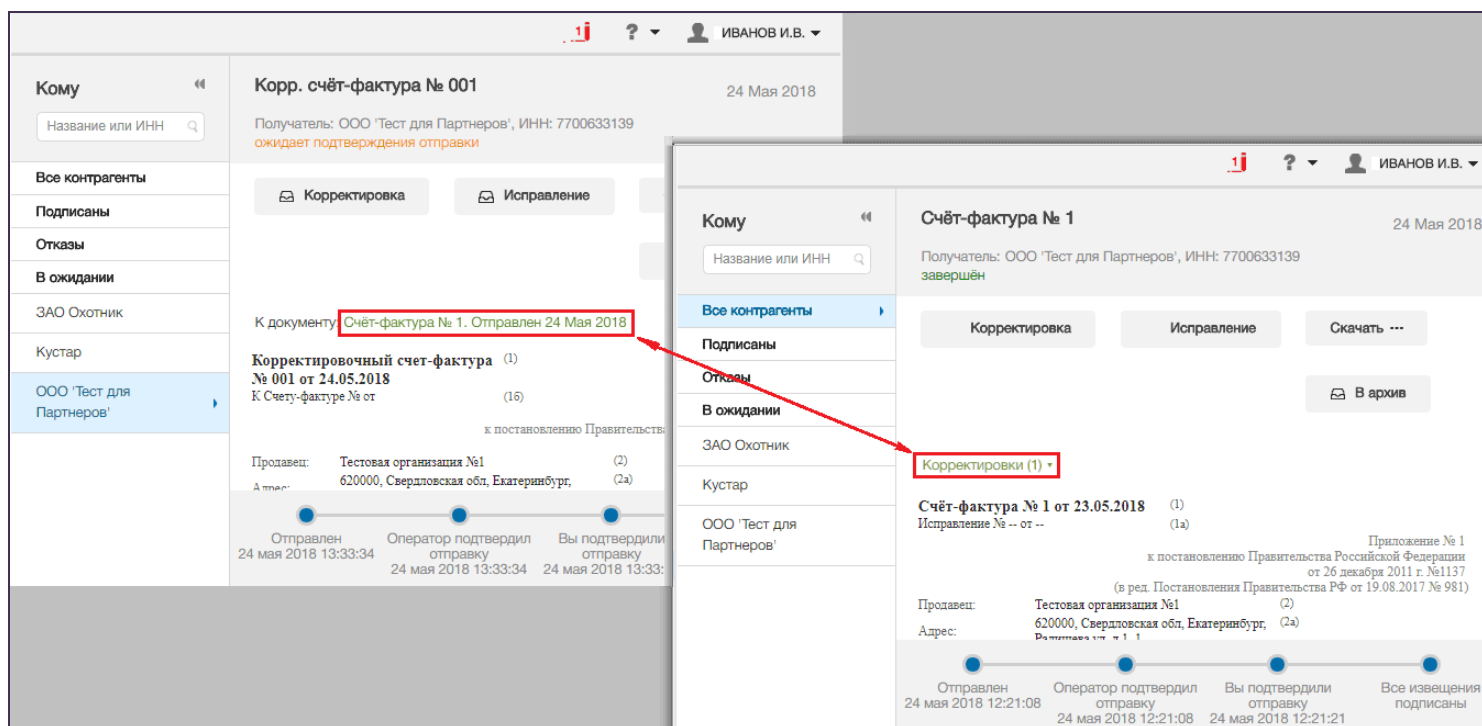 1
?
ИВАНОВ И.В.
Кому
Название или ИНН
Все контрагенты
Подписаны
Отказы
В ожидании
ЗАО Охотник
Кустар
ООО 'Тест для
Партнеров'
Корр. счёт-фактура № 001
24 Мая 2018
Получатель: ООО 'Тест для Партнеров', ИНН: 7700633139
ожидает подтверждения отправки
Корректировка
Исправление
К документу: Счёт-фактура № 1. Отправлен 24 Мая 2018
Корректировочный счет-фактура (1)
№ 001 от 24.05.2018
К Счету-фактуре № от (1б)
к постановлению Правительства
Продавец: Тестовая организация №1 (2)
Адрес: 620000, Свердловская обл, Екатеринбург, (2а)
Отправлен
24 мая 2018 13:33:34
Оператор подтвердил
отправку
24 мая 2018 13:33:34
Вы подтвердили
отправку
24 мая 2018 13:33:
1
?
ИВАНОВ И.В.
Кому
Название или ИНН
Все контрагенты
Подписаны
Отказы
В ожидании
ЗАО Охотник
Кустар
ООО 'Тест для
Партнеров'
Счёт-фактура № 1
24 Мая 2018
Получатель: ООО 'Тест для Партнеров', ИНН: 7700633139
завершён
Корректировка
Исправление
Скачать ···
В архив
Корректировки (1)
Счёт-фактура № 1 от 23.05.2018 (1)
Исправление № -- от -- (1а)
Приложение № 1
к постановлению Правительства Российской Федерации
от 26 декабря 2011 г. №1137
(в ред. Постановления Правительства РФ от 19.08.2017 № 981)
Продавец: Тестовая организация №1 (2)
Адрес: 620000, Свердловская обл, Екатеринбург, (2а)
Радищева ул, д 1, 1
Отправлен
24 мая 2018 12:21:08
Оператор подтвердил
отправку
24 мая 2018 12:21:08
Вы подтвердили
отправку
24 мая 2018 12:21:21
Все извещения
подписаны